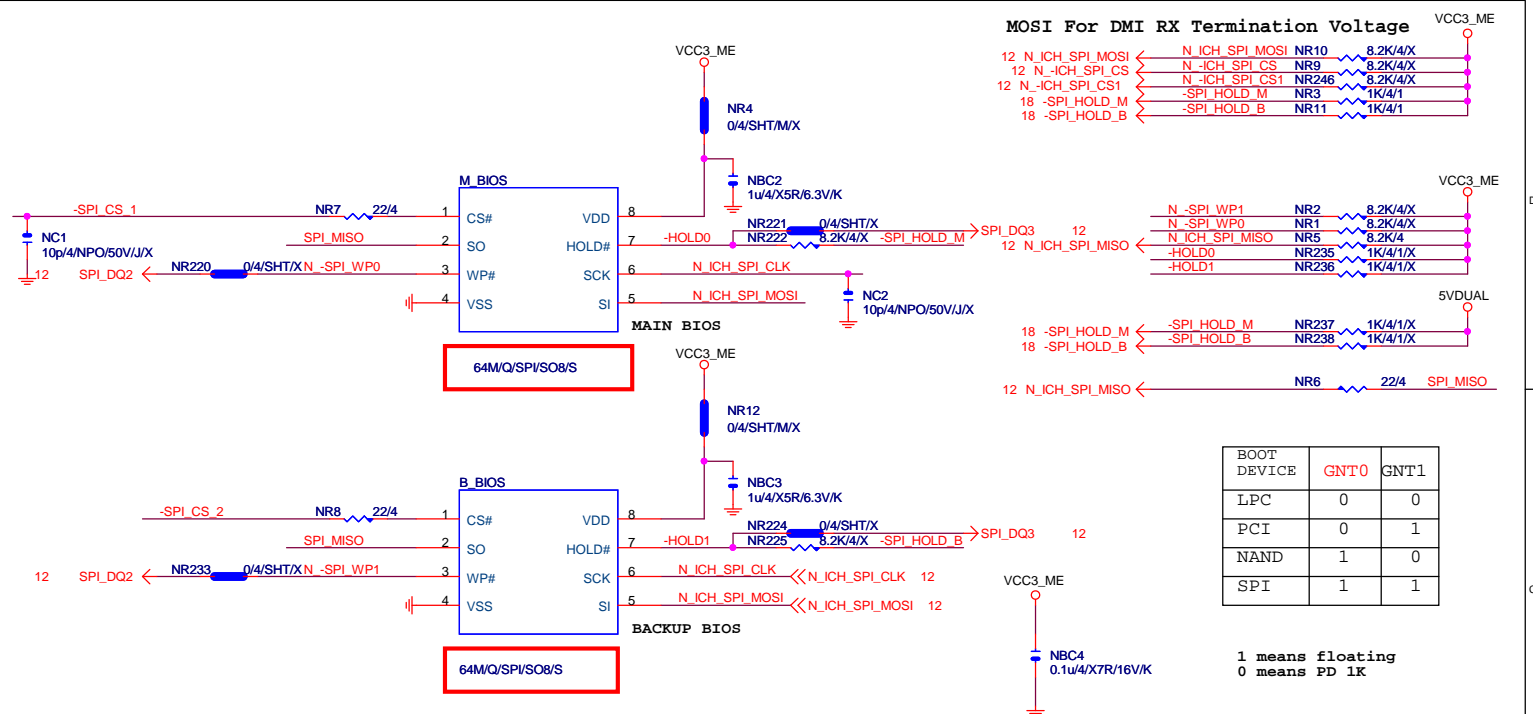 MOSI For DMI RX Termination Voltage
VCC3_ME
12 N_ICH_SPI_MOSI N_ICH_SPI_MOSI NR10 8.2K/4/X
12 N_-ICH_SPI_CS N_-ICH_SPI_CS NR9 8.2K/4/X
12 N_-ICH_SPI_CS1 N_-ICH_SPI_CS1 NR246 8.2K/4/X
18 -SPI_HOLD_M -SPI_HOLD_M NR3 1K/4/1
18 -SPI_HOLD_B -SPI_HOLD_B NR11 1K/4/1
VCC3_ME
NR4
0/4/SHT/M/X
NBC2
1u/4/X5R/6.3V/K
M_BIOS
-SPI_CS_1 NR7 22/4 1 CS# VDD 8
SPI_MISO 2 SO HOLD# 7 -HOLD0
NR221 0/4/SHT/X SPI_DQ3 12
NR222 8.2K/4/X -SPI_HOLD_M
NC1
10p/4/NPO/50V/J/X
12 SPI_DQ2 NR220 0/4/SHT/X N_-SPI_WP0 3 WP# SCK 6 N_ICH_SPI_CLK
4 VSS SI 5 N_ICH_SPI_MOSI
NC2
10p/4/NPO/50V/J/X
MAIN BIOS
64M/Q/SPI/SO8/S
VCC3_ME
N_-SPI_WP1 NR2 8.2K/4/X
N_-SPI_WP0 NR1 8.2K/4/X
12 N_ICH_SPI_MISO N_ICH_SPI_MISO NR5 8.2K/4
-HOLD0 NR235 1K/4/1/X
-HOLD1 NR236 1K/4/1/X
5VDUAL
18 -SPI_HOLD_M -SPI_HOLD_M NR237 1K/4/1/X
18 -SPI_HOLD_B -SPI_HOLD_B NR238 1K/4/1/X
12 N_ICH_SPI_MISO NR6 22/4 SPI_MISO
VCC3_ME
NR12
0/4/SHT/M/X
NBC3
1u/4/X5R/6.3V/K
B_BIOS
-SPI_CS_2 NR8 22/4 1 CS# VDD 8
SPI_MISO 2 SO HOLD# 7 -HOLD1
NR224 0/4/SHT/X SPI_DQ3 12
NR225 8.2K/4/X -SPI_HOLD_B
12 SPI_DQ2 NR233 0/4/SHT/X N_-SPI_WP1 3 WP# SCK 6 N_ICH_SPI_CLK N_ICH_SPI_CLK 12
4 VSS SI 5 N_ICH_SPI_MOSI N_ICH_SPI_MOSI 12
BACKUP BIOS
64M/Q/SPI/SO8/S
VCC3_ME
NBC4
0.1u/4/X7R/16V/K
BOOT
DEVICE GNT0 GNT1
LPC 0 0
PCI 0 1
NAND 1 0
SPI 1 1
1 means floating
0 means PD 1K